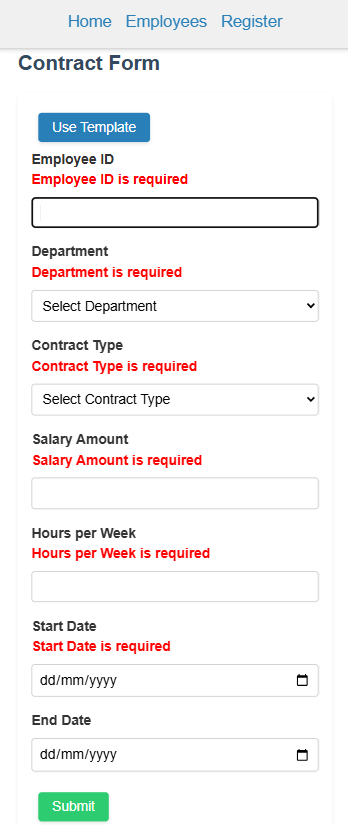 Home Employees Register
Contract Form
Use Template
Employee ID
Employee ID is required
Department
Department is required
Select Department
Contract Type
Contract Type is required
Select Contract Type
Salary Amount
Salary Amount is required
Hours per Week
Hours per Week is required
Start Date
Start Date is required
dd/mm/yyyy
End Date
dd/mm/yyyy
Submit